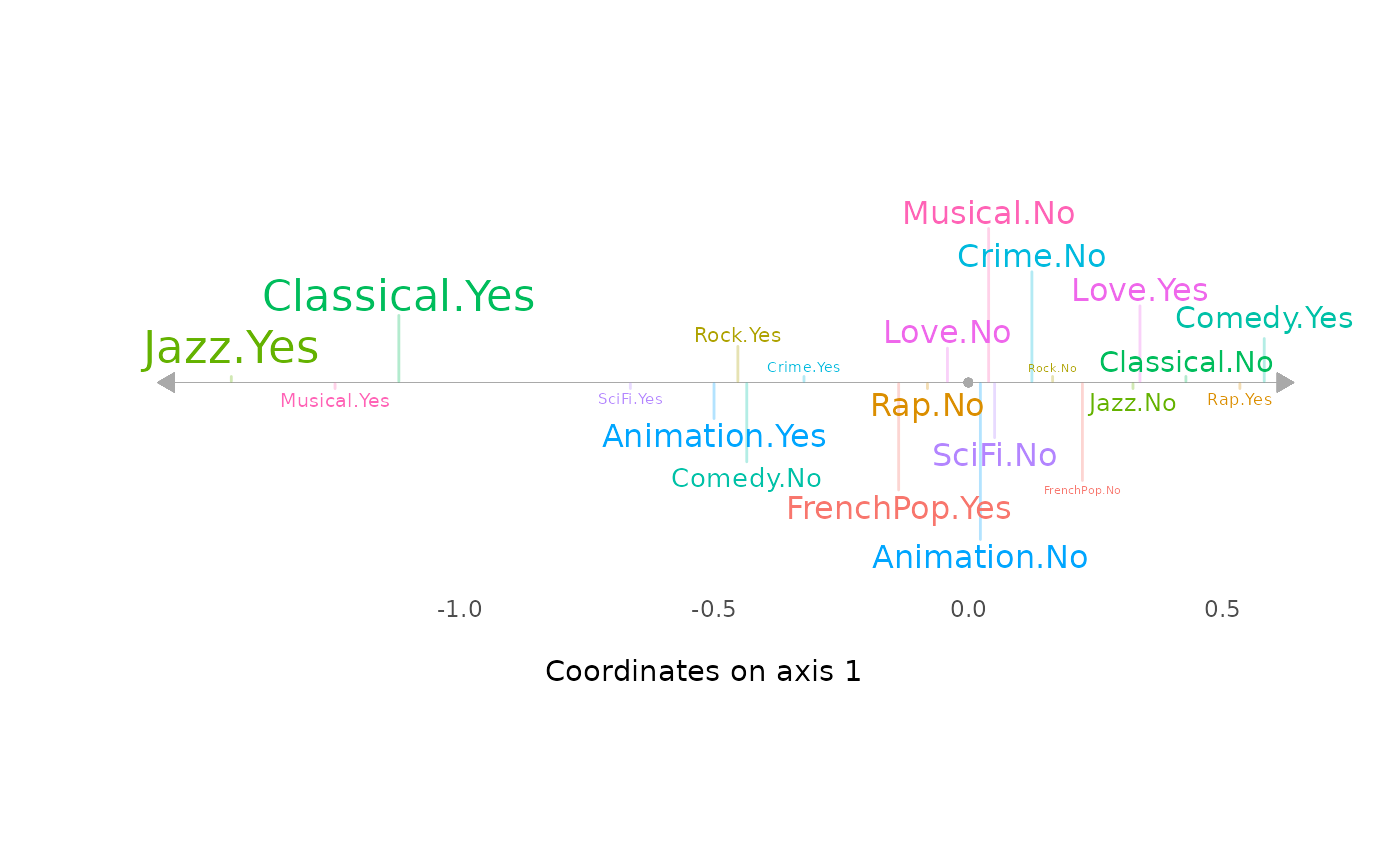 Musical.No
Crime.No
Love.Yes
Classical.Yes
Comedy.Yes
Love.No
Rock.Yes
Jazz.Yes
Classical.No
Crime.Yes
Rock.No
Musical.Yes
SciFi.Yes
Rap.No
Jazz.No
Rap.Yes
Animation.Yes
SciFi.No
Comedy.No
FrenchPop.No
FrenchPop.Yes
Animation.No
-1.0 -0.5 0.0 0.5
Coordinates on axis 1